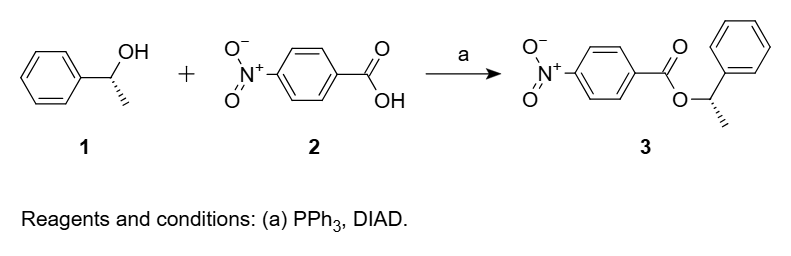 OH + O⁻ N⁺ O O OH a O⁻ N⁺ O O O
1 2 3
Reagents and conditions: (a) PPh₃, DIAD.